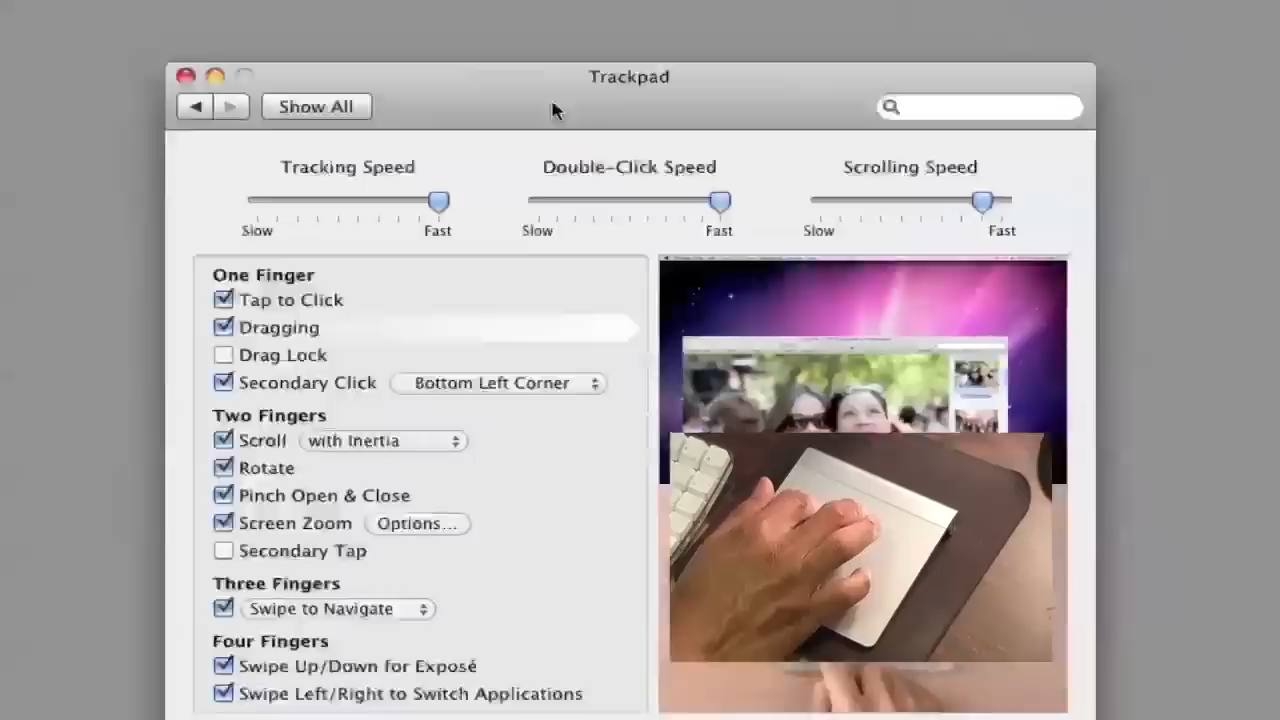 Trackpad
Show All
Tracking Speed
Double-Click Speed
Scrolling Speed
Slow
Fast
Slow
Fast
Slow
Fast
One Finger
Tap to Click
Dragging
Drag Lock
Secondary Click
Bottom Left Corner
Two Fingers
Scroll
with Inertia
Rotate
Pinch Open & Close
Screen Zoom
Options...
Secondary Tap
Three Fingers
Swipe to Navigate
Four Fingers
Swipe Up/Down for Exposé
Swipe Left/Right to Switch Applications